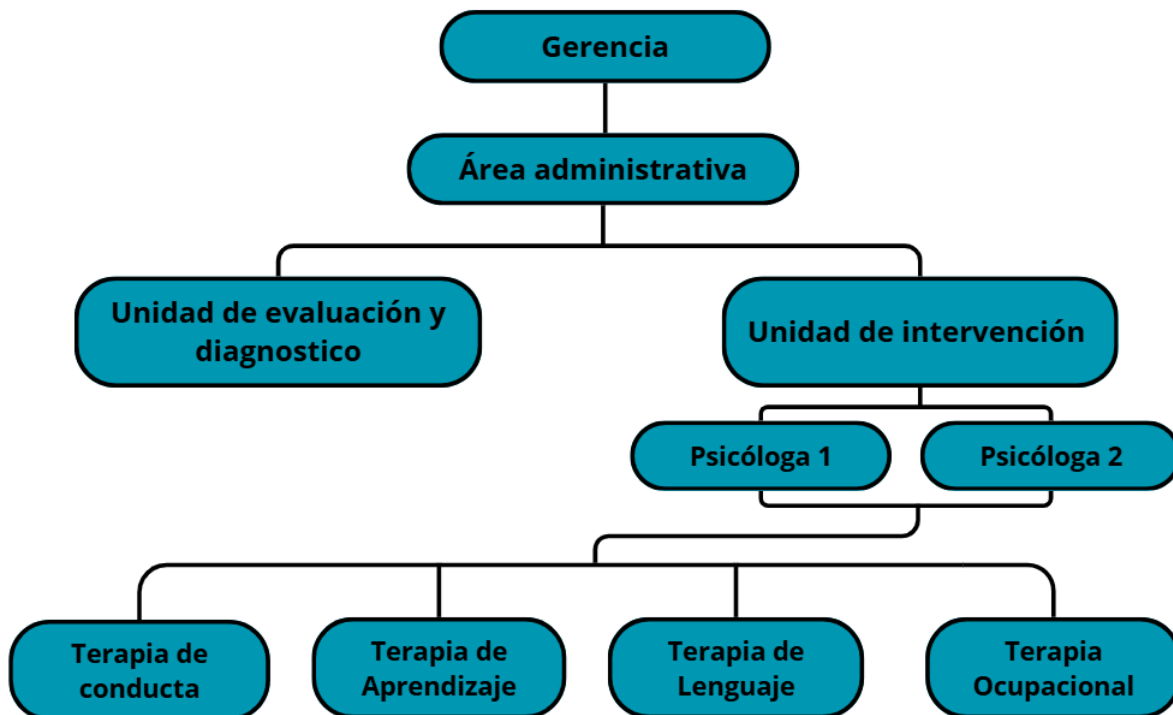 Gerencia
Área administrativa
Unidad de evaluación y
diagnostico
Unidad de intervención
Psicóloga 1
Psicóloga 2
Terapia de
conducta
Terapia de
Aprendizaje
Terapia de
Lenguaje
Terapia
Ocupacional